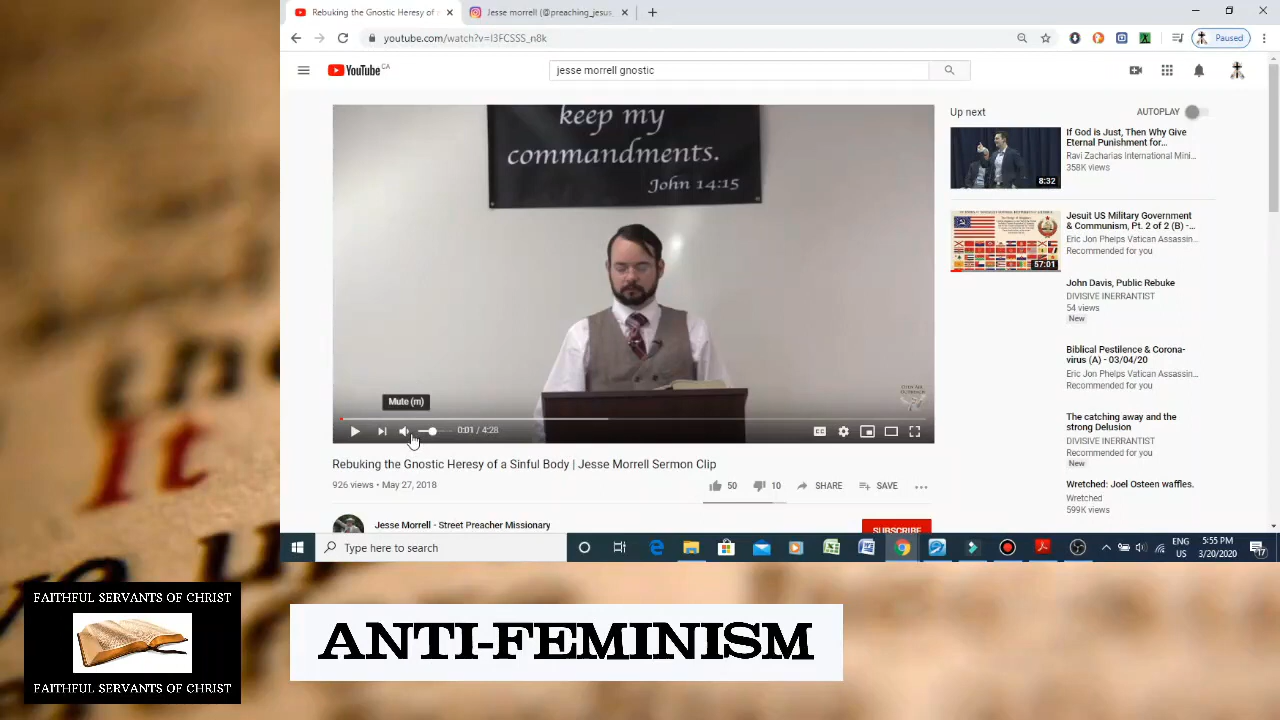 Rebuking the Gnostic Heresy of
Jesse morrell (@preaching_jesus
youtube.com/watch?v=I3FCSSS_n8k
Paused
YouTube CA
jesse morrell gnostic
keep my
commandments.
John 14:15
Mute (m)
0:01 / 4:28
Rebuking the Gnostic Heresy of a Sinful Body | Jesse Morrell Sermon Clip
926 views • May 27, 2018
50
10
SHARE
SAVE
Jesse Morrell - Street Preacher Missionary
SUBSCRIBE
Up next
AUTOPLAY
8:32
If God is Just, Then Why Give
Eternal Punishment for...
Ravi Zacharias International Mini...
358K views
57:01
Jesuit US Military Government
& Communism, Pt. 2 of 2 (B) -...
Eric Jon Phelps Vatican Assassin...
Recommended for you
John Davis, Public Rebuke
DIVISIVE INERRANTIST
54 views
New
Biblical Pestilence & Corona-
virus (A) - 03/04/20
Eric Jon Phelps Vatican Assassin...
Recommended for you
The catching away and the
strong Delusion
DIVISIVE INERRANTIST
New
Wretched: Joel Osteen waffles.
Wretched
599K views
Type here to search
ENG
US
5:55 PM
3/20/2020
17
It
FAITHFUL SERVANTS OF CHRIST
FAITHFUL SERVANTS OF CHRIST
ANTI-FEMINISM